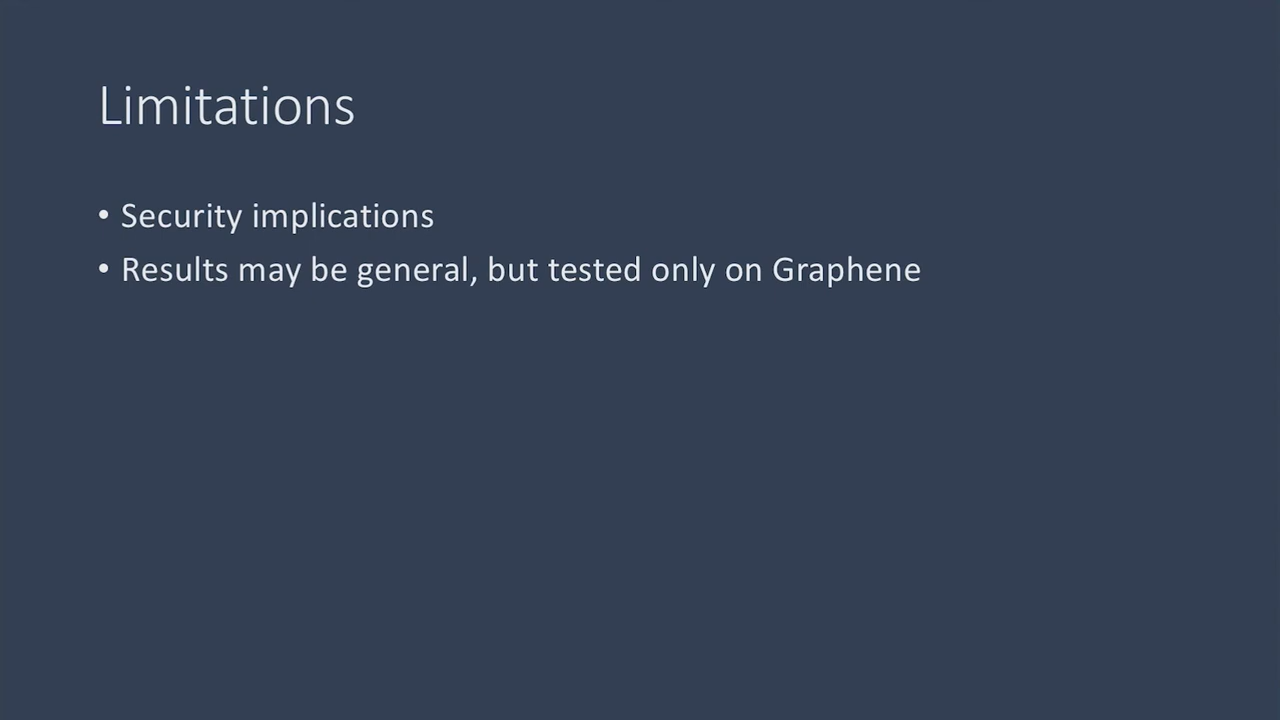 Limitations
• Security implications
• Results may be general, but tested only on Graphene